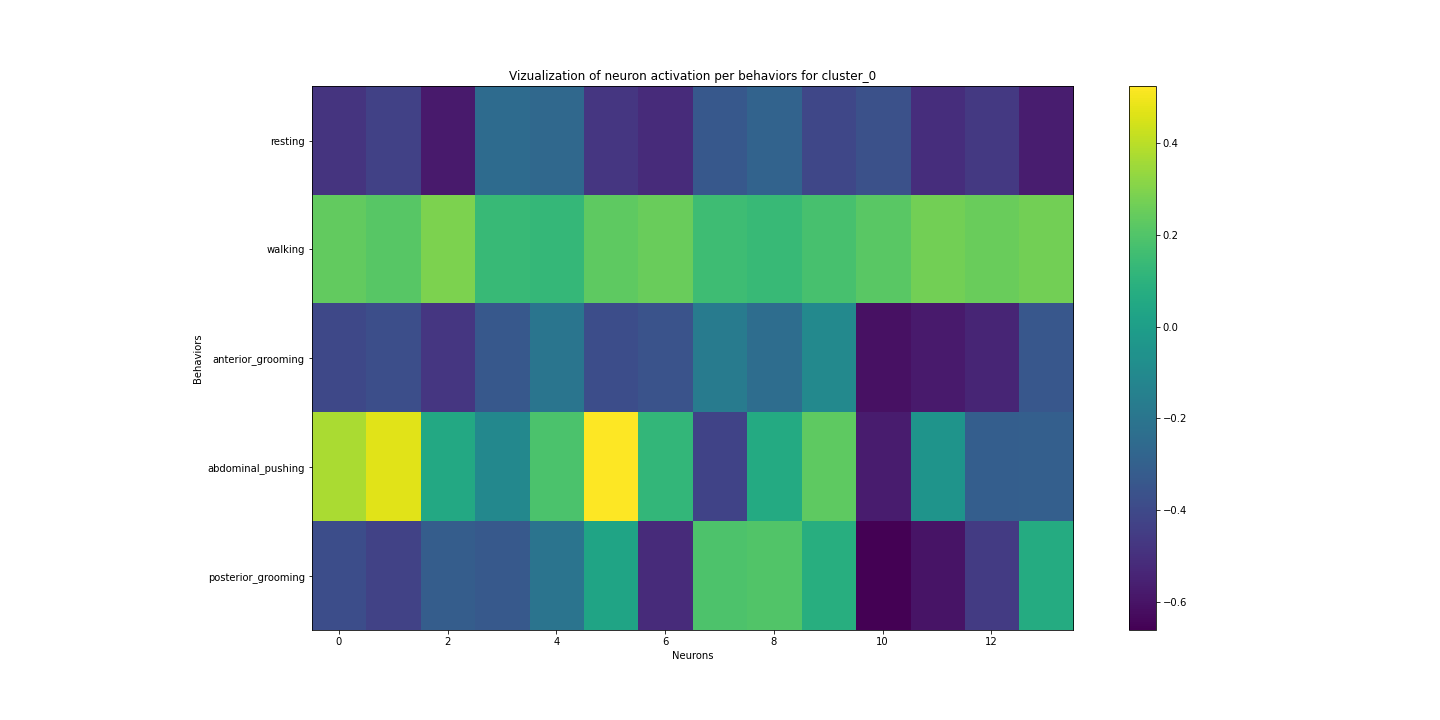 Vizualization of neuron activation per behaviors for cluster_0
resting
walking
anterior_grooming
abdominal_pushing
posterior_grooming
Behaviors
0 2 4 6 8 10 12
Neurons
0.4
0.2
0.0
−0.2
−0.4
−0.6